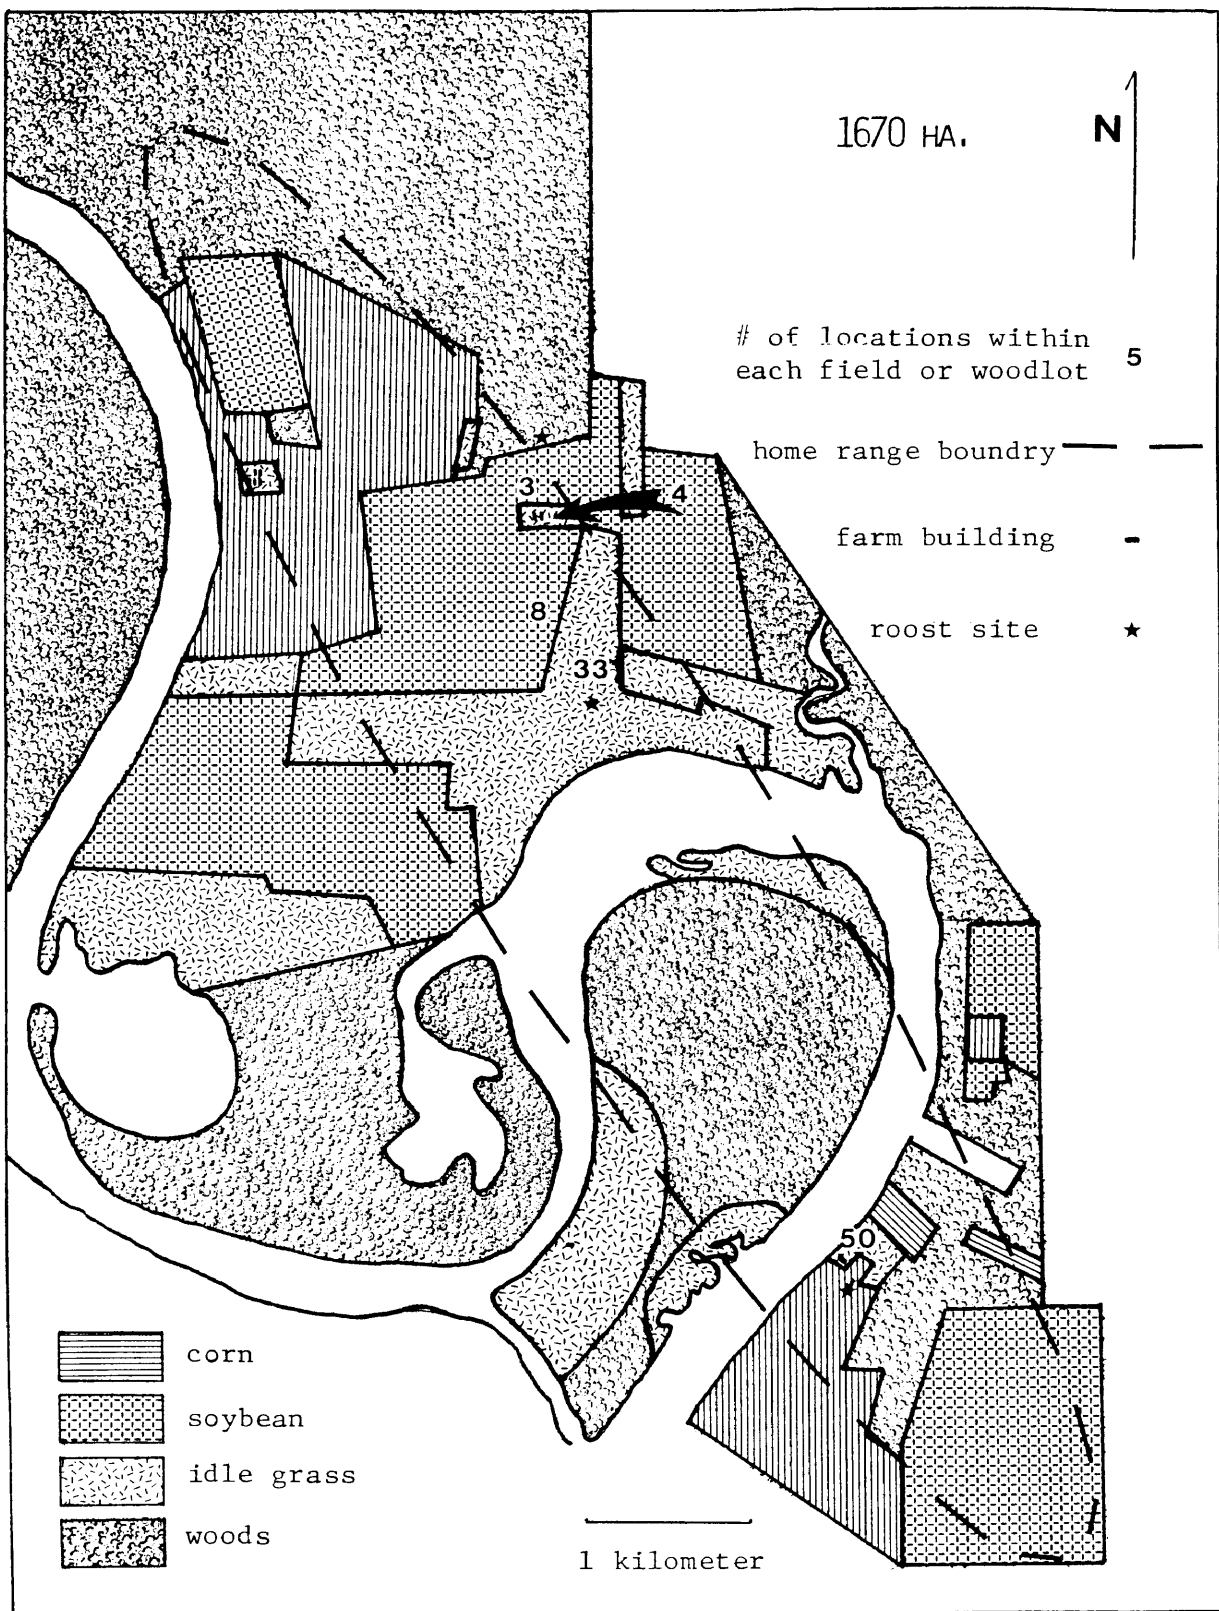 1670 HA.
N
# of locations within
each field or woodlot 5
home range boundry
farm building
roost site
3
4
8
33
50
corn
soybean
idle grass
woods
1 kilometer